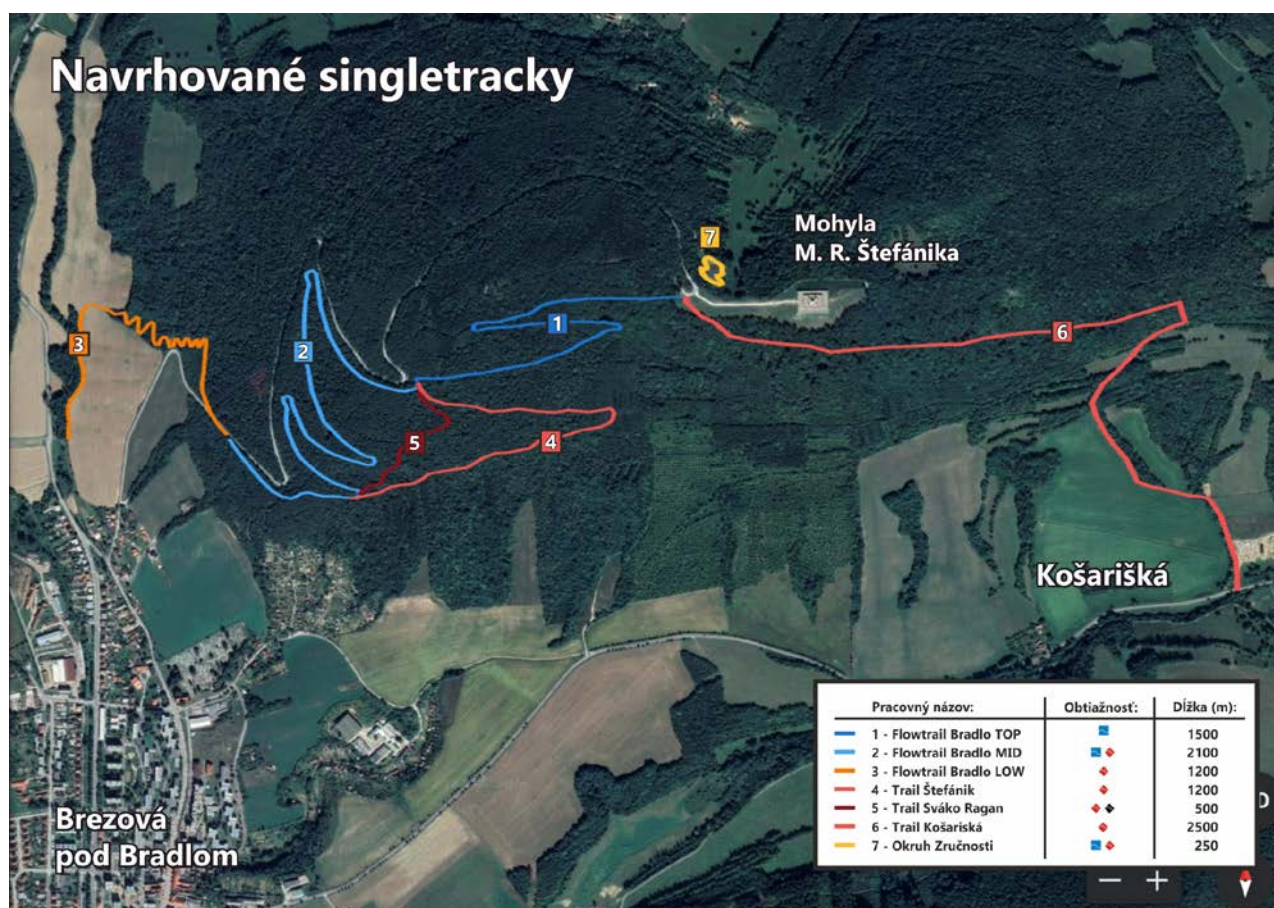 Navrhované singletracky
7
Mohyla
M. R. Štefánika
1
6
3
2
5
4
Košarišká
Brezová
pod Bradlom
Pracovný názov: Obtiažnosť: Dĺžka (m):
1 - Flowtrail Bradlo TOP 1500
2 - Flowtrail Bradlo MID 2100
3 - Flowtrail Bradlo LOW 1200
4 - Trail Štefánik 1200
5 - Trail Sváko Ragan 500
6 - Trail Košariská 2500
7 - Okruh Zručnosti 250